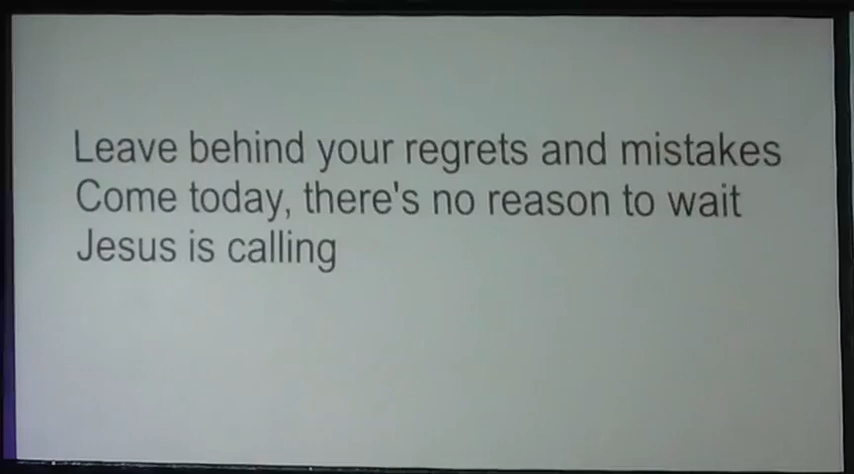 Leave behind your regrets and mistakes
Come today, there's no reason to wait
Jesus is calling